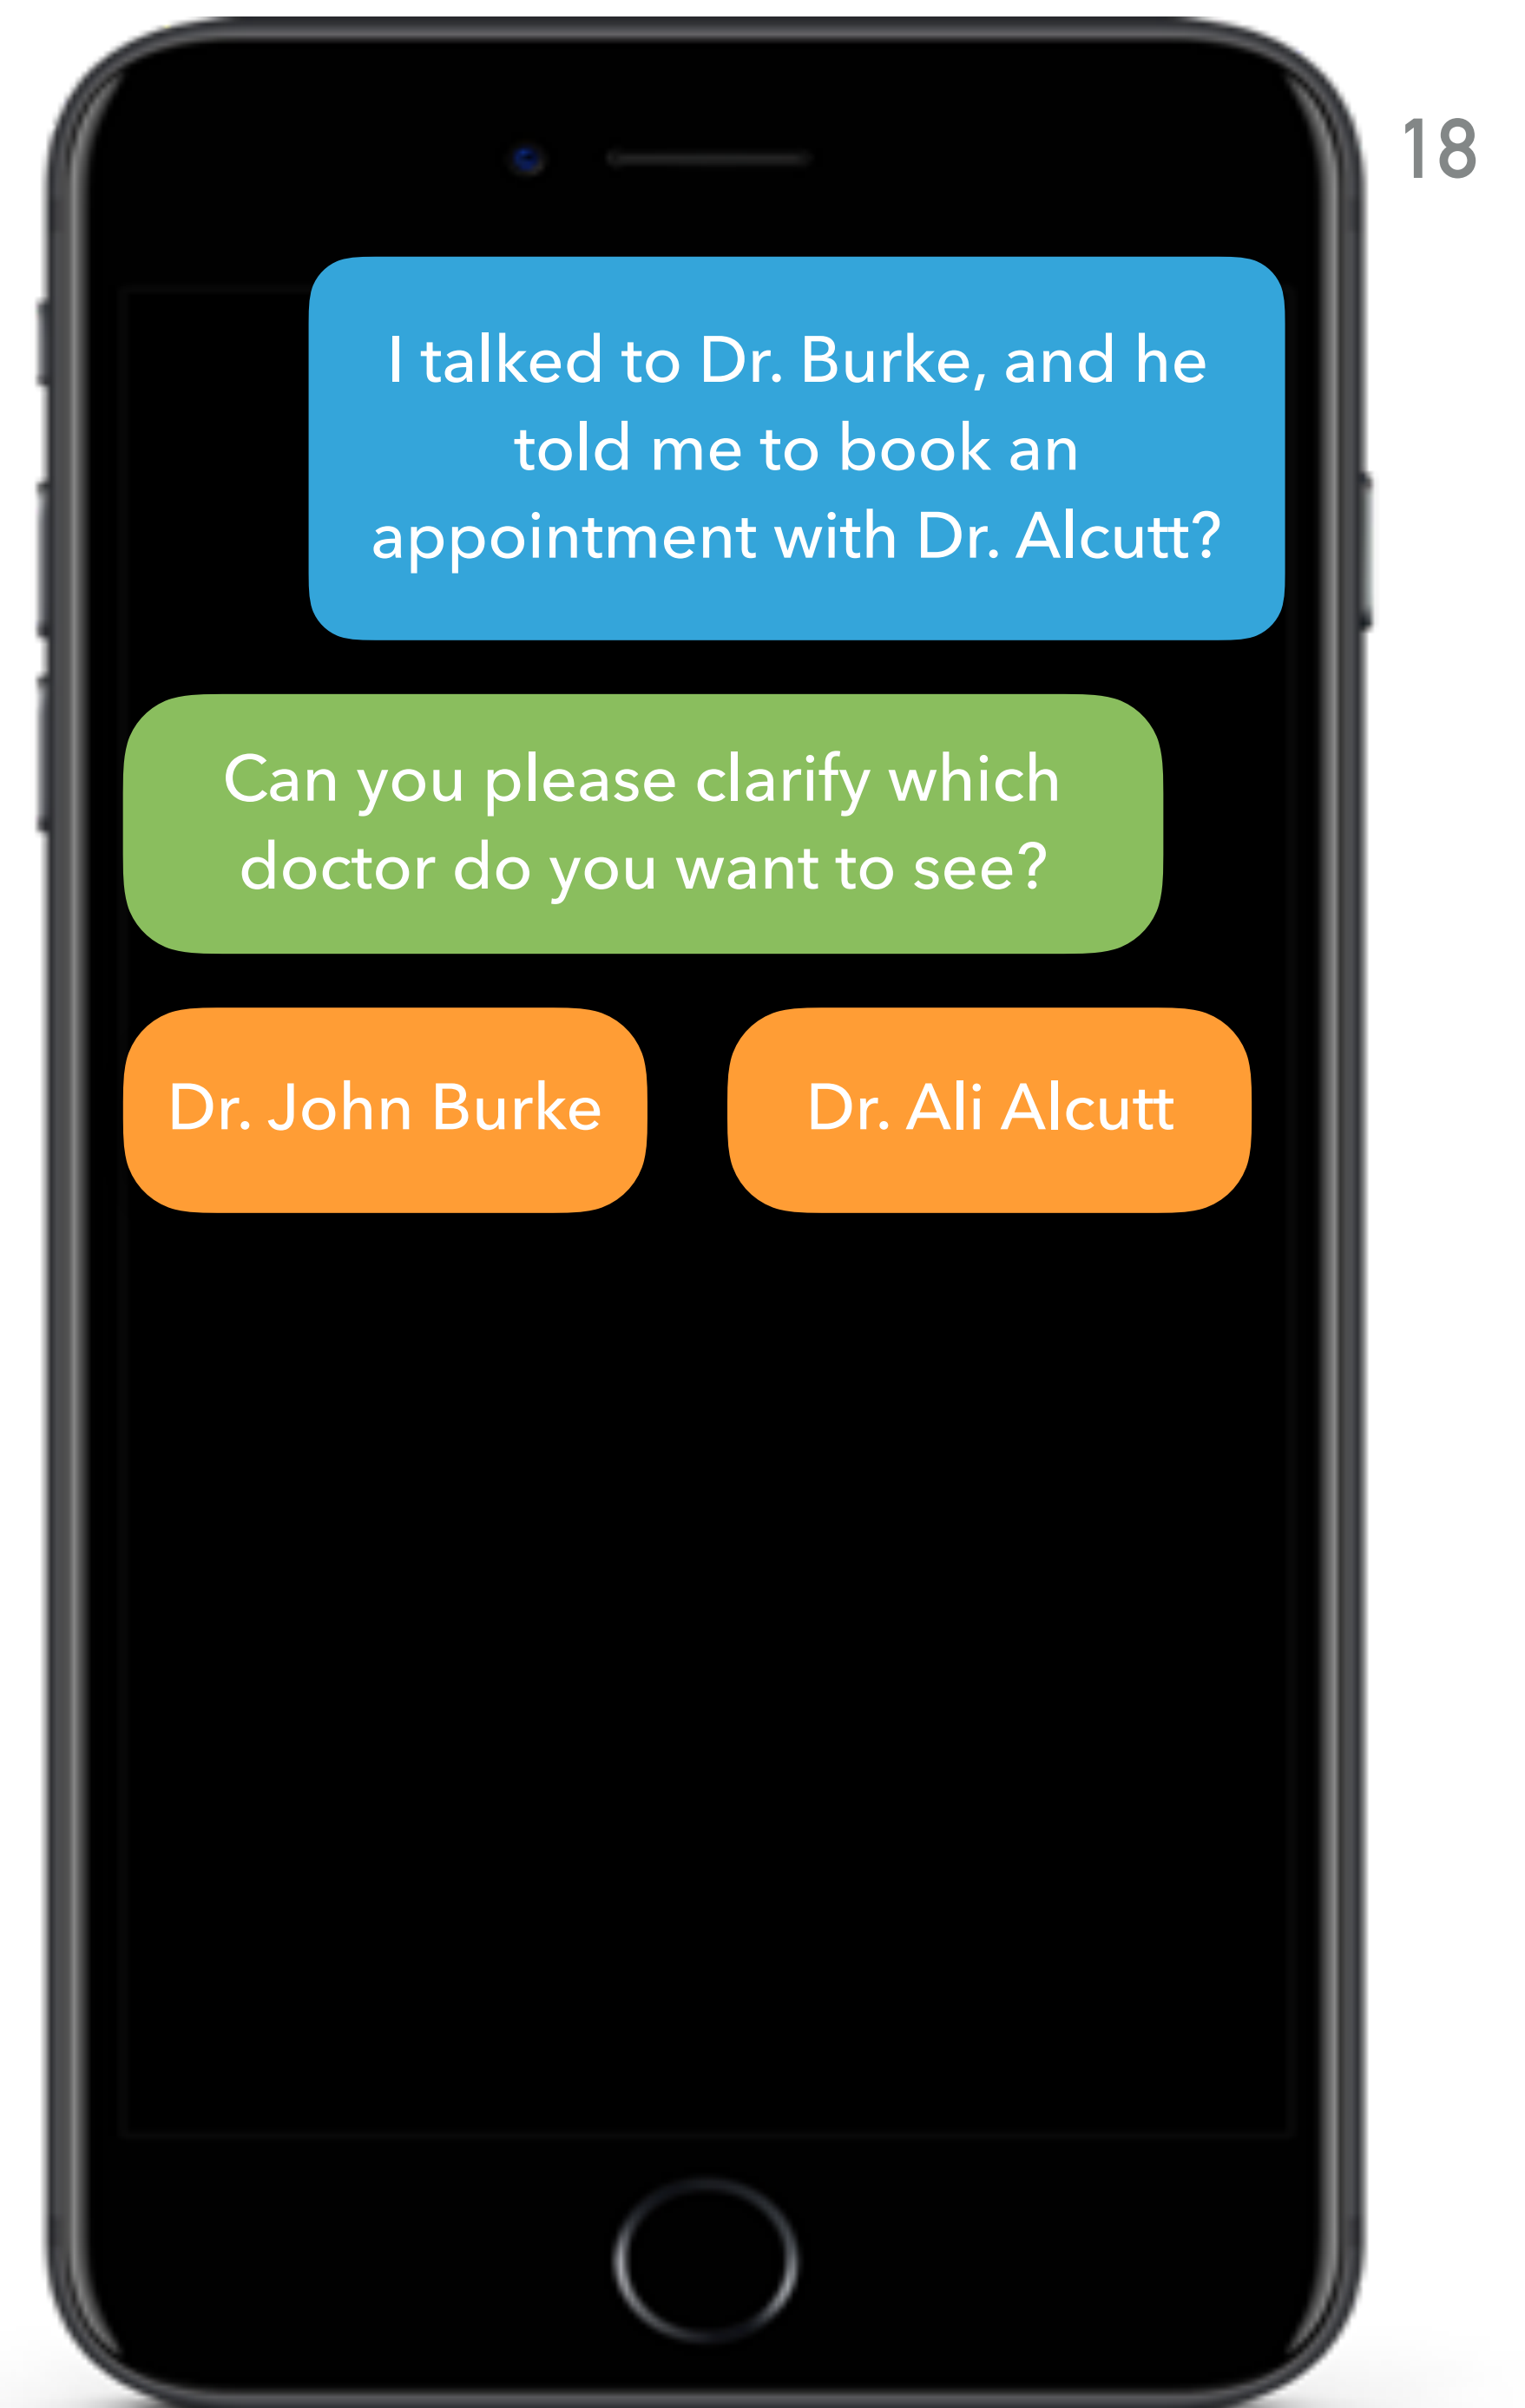 18
I talked to Dr. Burke, and he
told me to book an
appointment with Dr. Alcutt?
Can you please clarify which
doctor do you want to see?
Dr. John Burke
Dr. Ali Alcutt